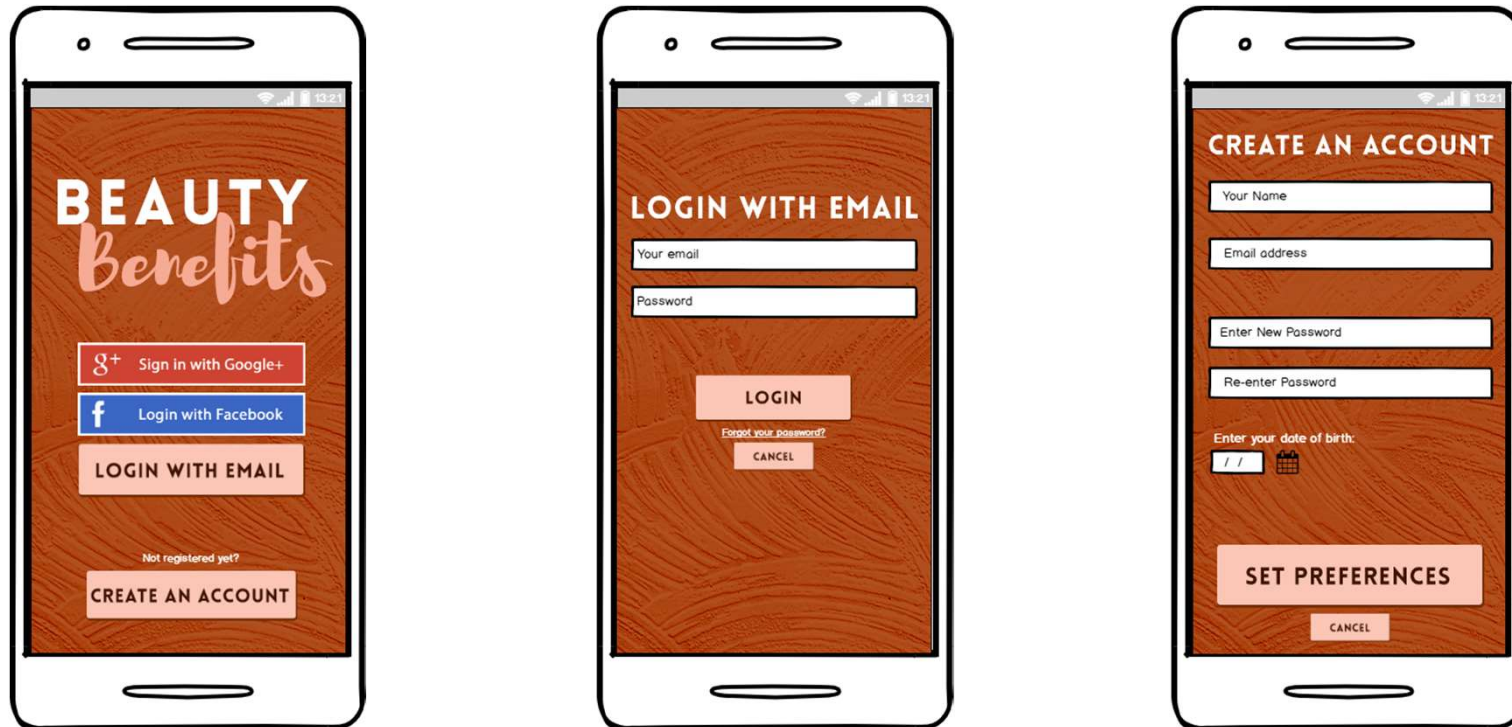 13:21
BEAUTY
Benefits
g+ Sign in with Google+
f Login with Facebook
LOGIN WITH EMAIL
Not registered yet?
CREATE AN ACCOUNT
13:21
LOGIN WITH EMAIL
Your email
Password
LOGIN
Forgot your password?
CANCEL
13:21
CREATE AN ACCOUNT
Your Name
Email address
Enter New Password
Re-enter Password
Enter your date of birth:
/ /
SET PREFERENCES
CANCEL